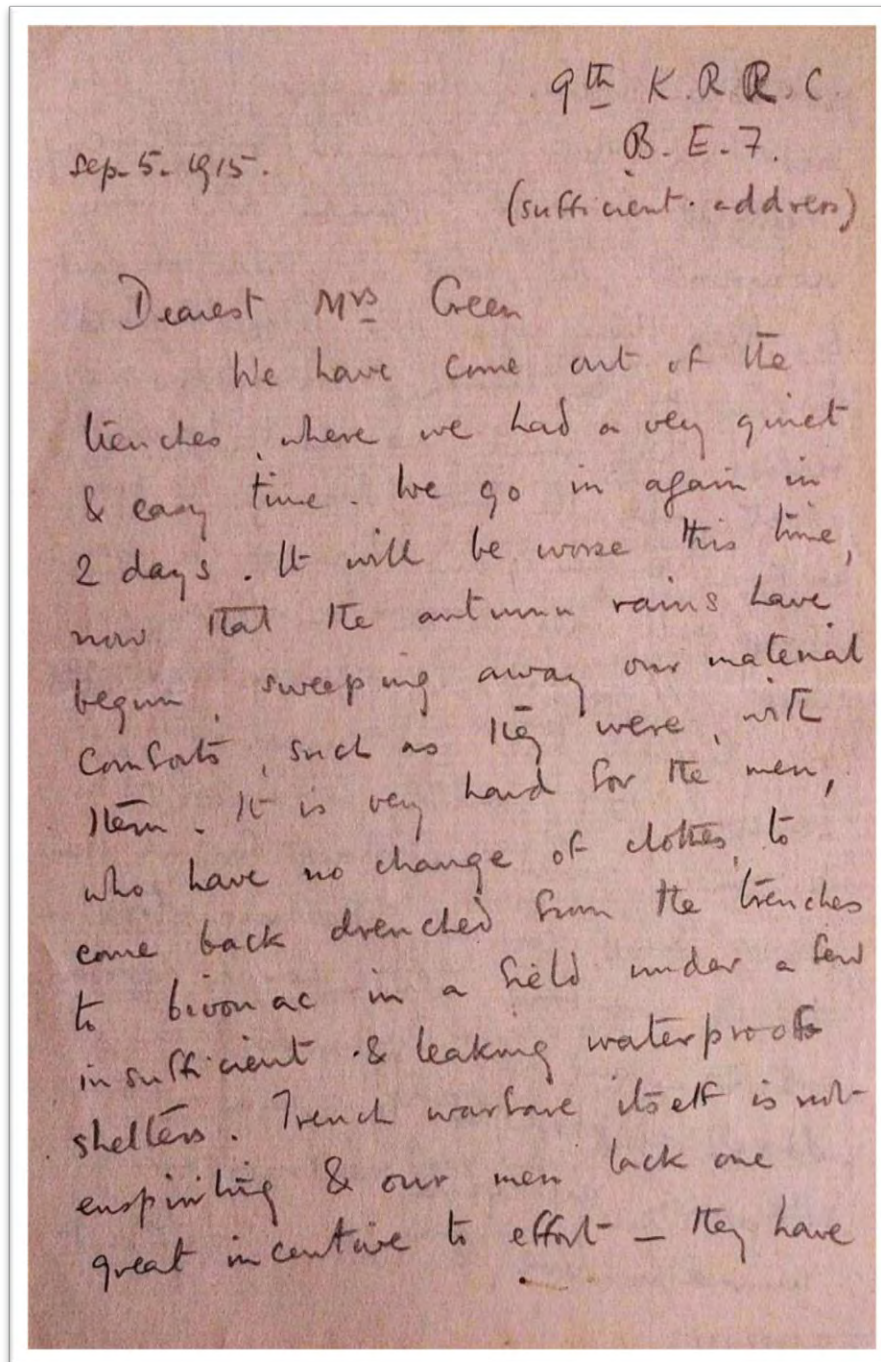 9th K.R.R.C.
B.E.F.
Sep. 5. 1915.
(sufficient address)
Dearest Mrs Green
We have come out of the
trenches, where we had a very quiet
& easy time. We go in again in
2 days. It will be worse this time,
now that the autumn rains have
begun, sweeping away our material
comforts, such as they were, with
them. It is very hard for the men,
who have no change of clothes, to
come back drenched from the trenches
to bivouac in a field under a few
insufficient & leaking waterproof
shelters. Trench warfare itself is not
enspiriting & our men lack one
great incentive to effort – they have